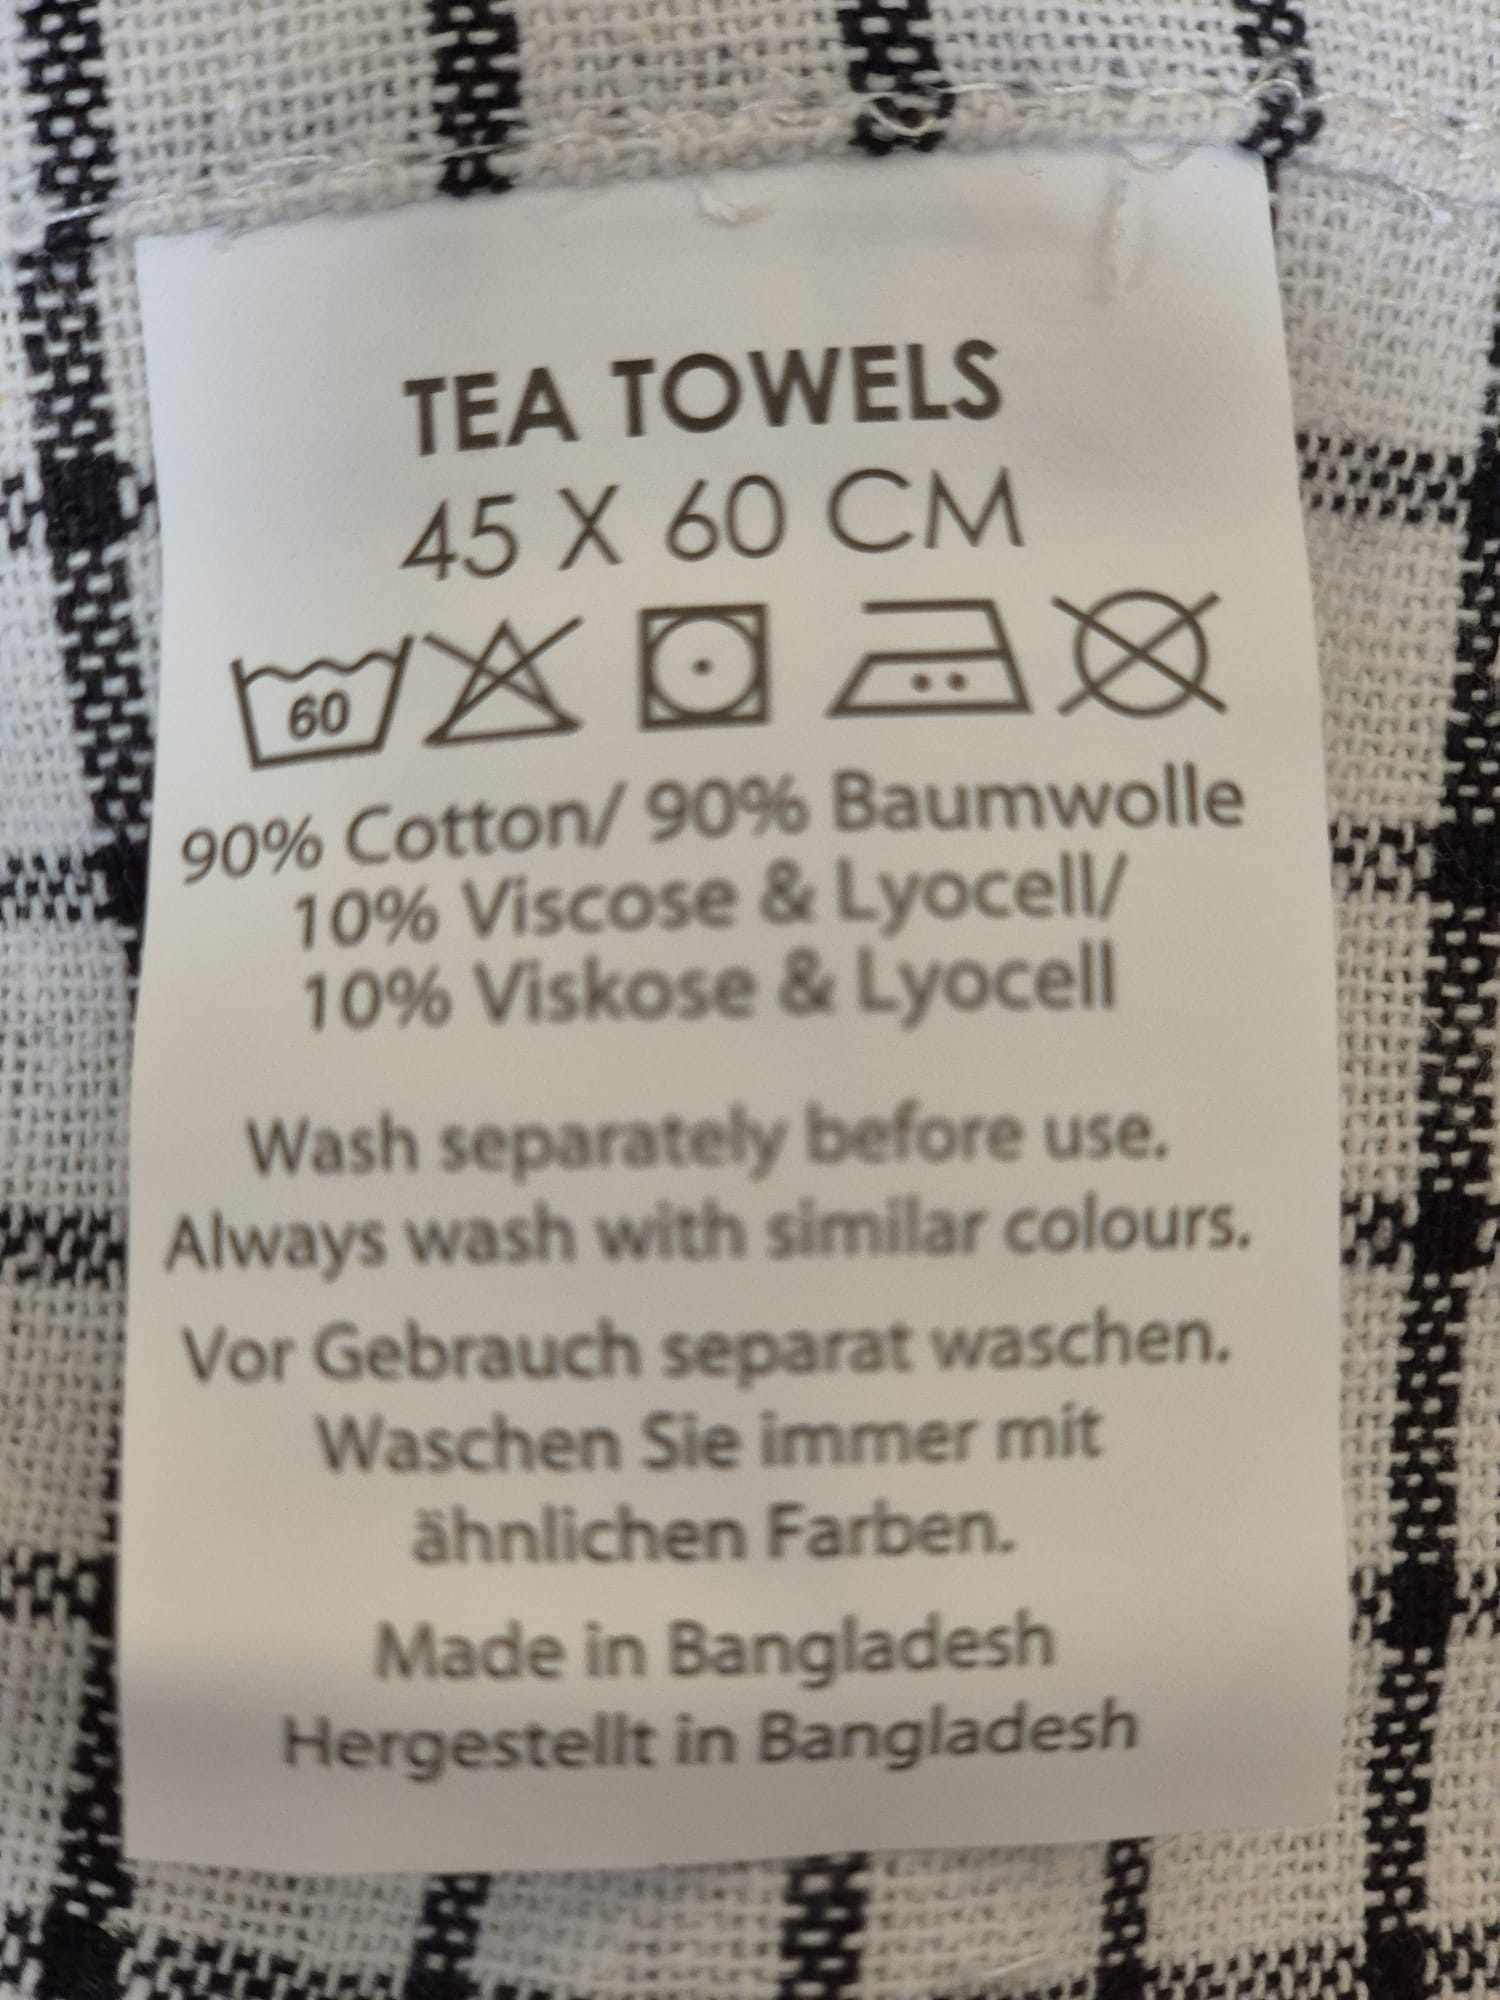 TEA TOWELS
45 X 60 CM
60
90% Cotton/ 90% Baumwolle
10% Viscose & Lyocell/
10% Viskose & Lyocell
Wash separately before use.
Always wash with similar colours.
Vor Gebrauch separat waschen.
Waschen Sie immer mit
ähnlichen Farben.
Made in Bangladesh
Hergestellt in Bangladesh